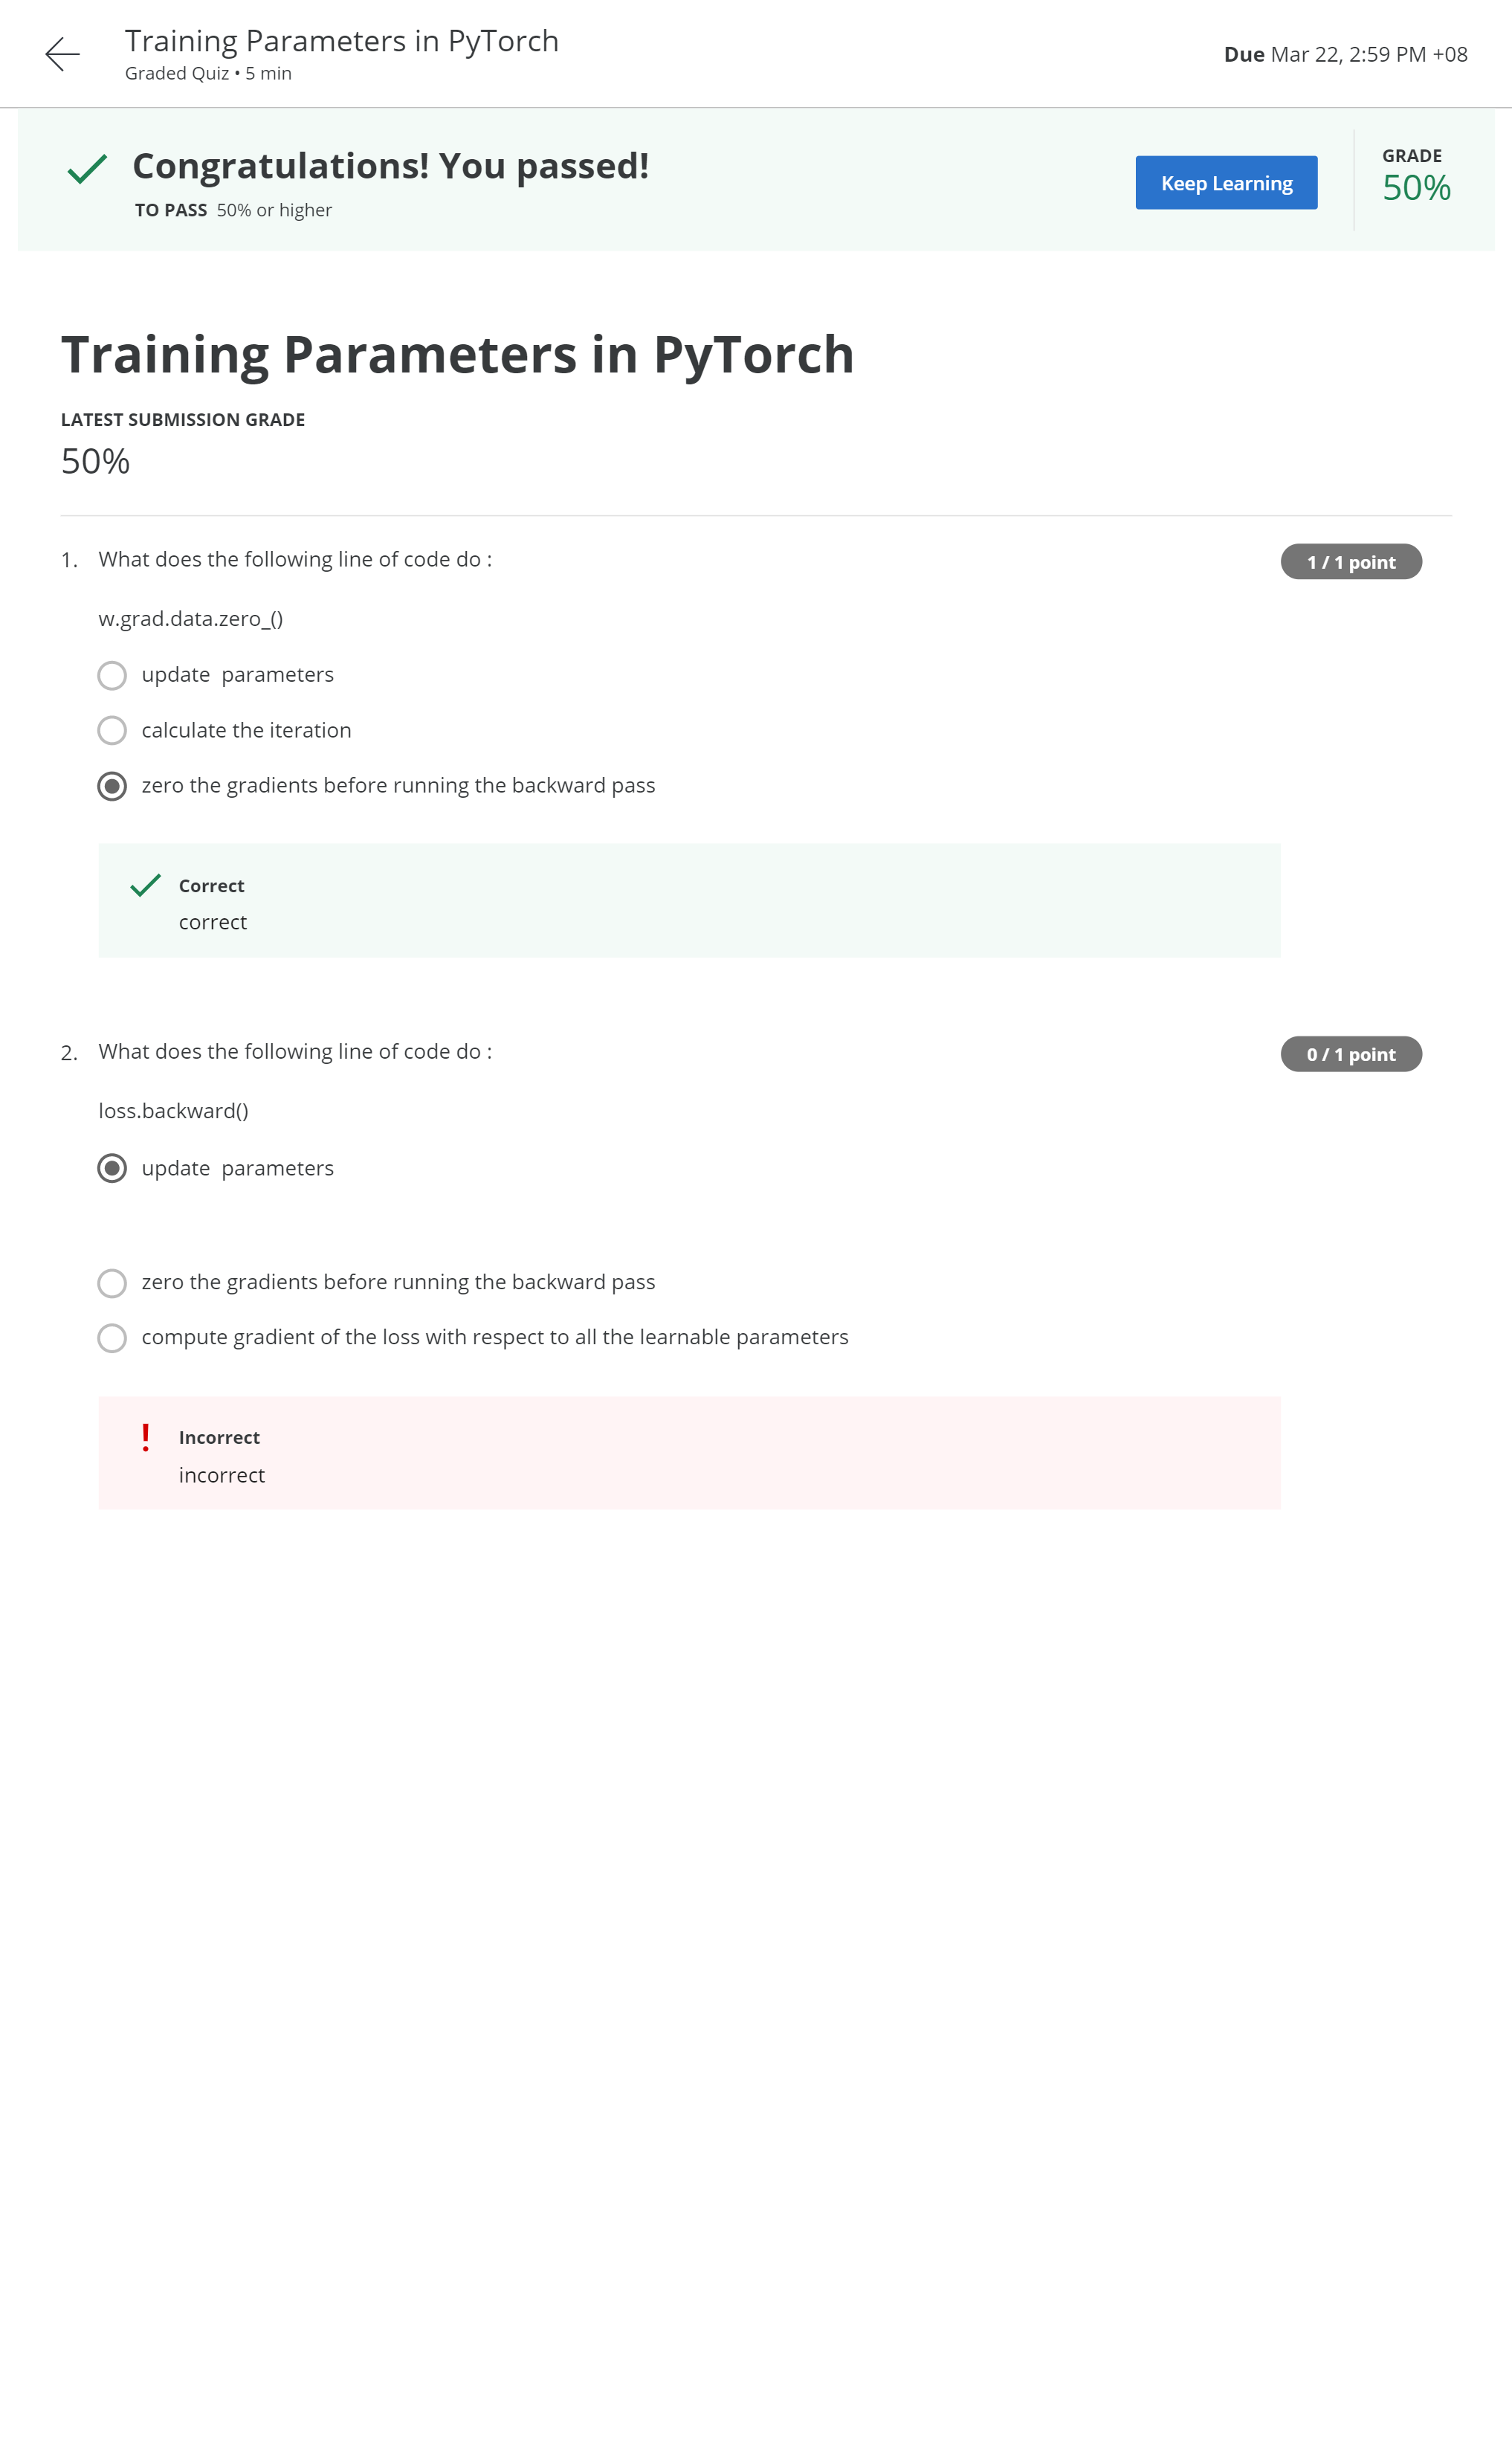 Training Parameters in PyTorch
Graded Quiz • 5 min
Due Mar 22, 2:59 PM +08
Congratulations! You passed!
TO PASS 50% or higher
Keep Learning
GRADE
50%
Training Parameters in PyTorch
LATEST SUBMISSION GRADE
50%
1. What does the following line of code do :
1 / 1 point
w.grad.data.zero_()
update  parameters
calculate the iteration
zero the gradients before running the backward pass
Correct
correct
2. What does the following line of code do :
0 / 1 point
loss.backward()
update  parameters
zero the gradients before running the backward pass
compute gradient of the loss with respect to all the learnable parameters
Incorrect
incorrect